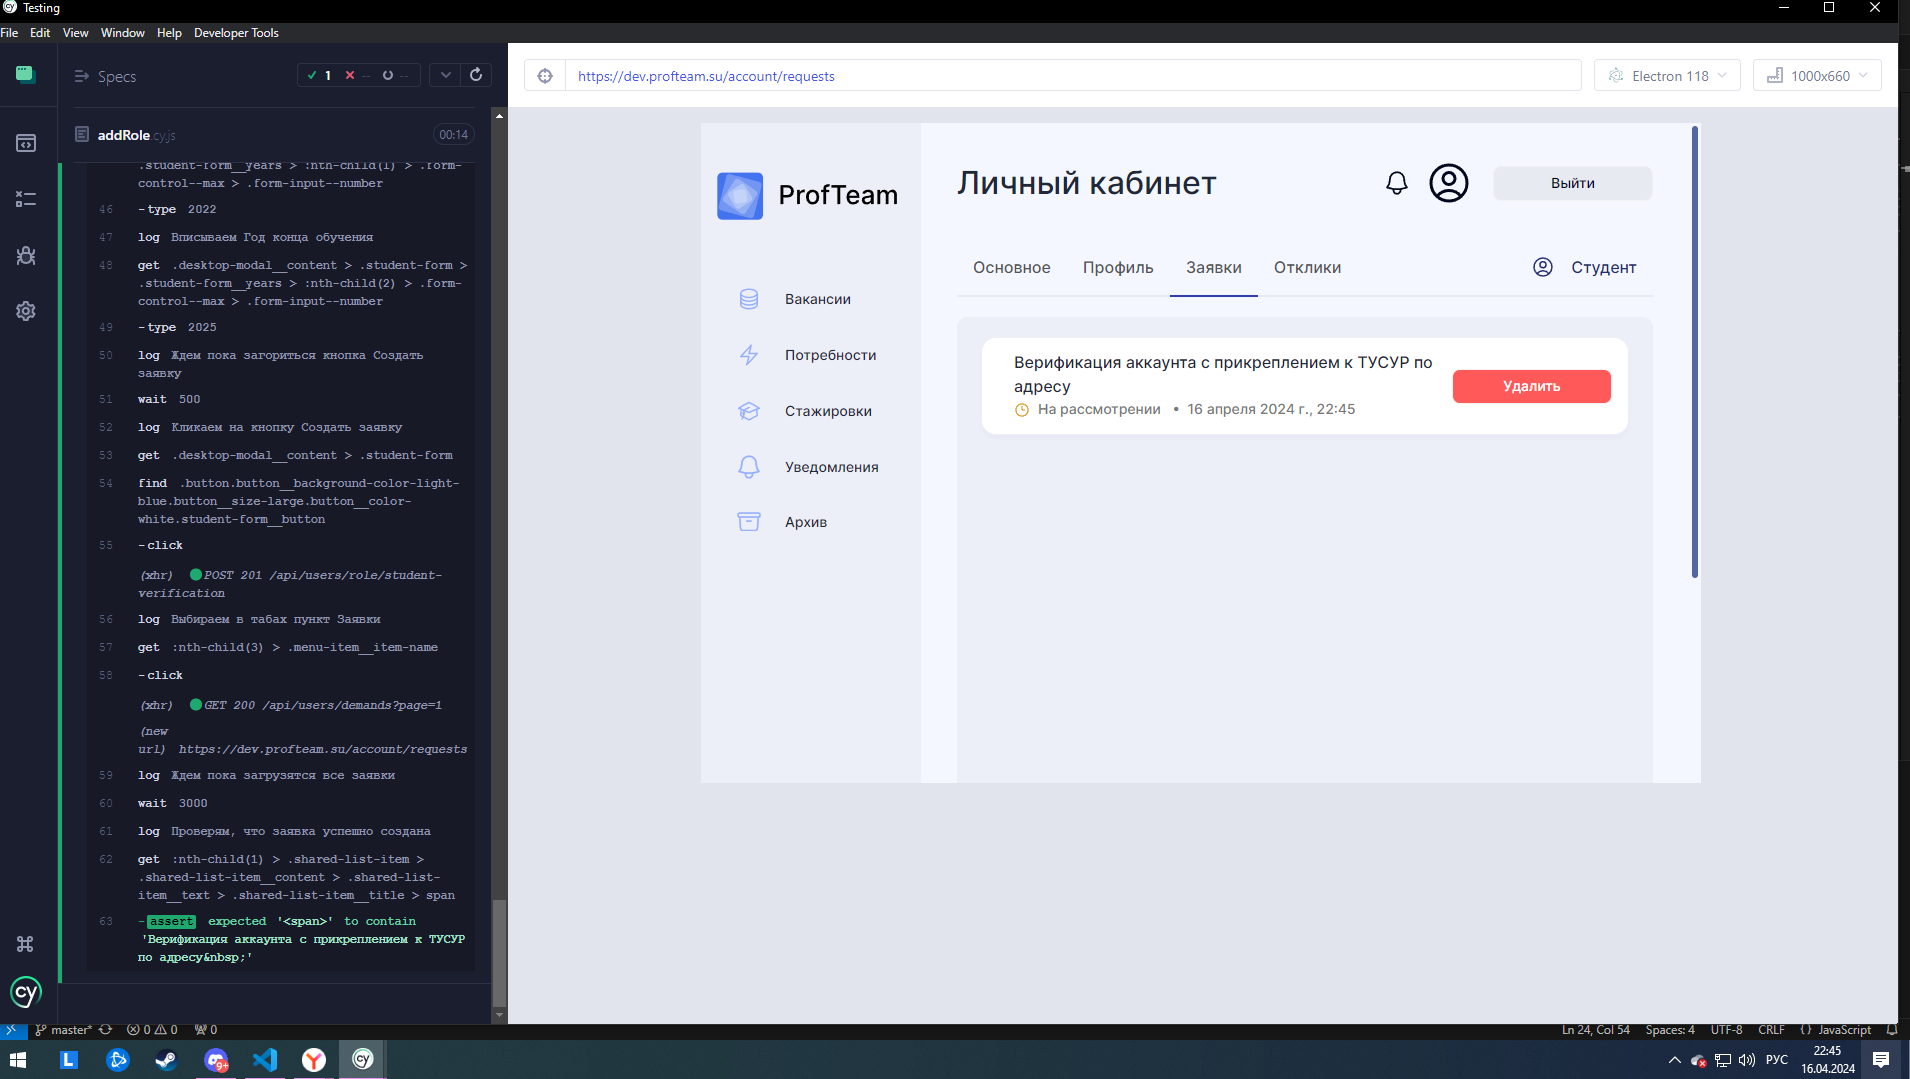 Testing
File Edit View Window Help Developer Tools
Specs
1 -- --
https://dev.profteam.su/account/requests
Electron 118
1000x660
addRole.cy.js
00:14
.student-form__years > :nth-child(1) > .form-
control--max > .form-input--number
46 -type 2022
47 log Вписываем Год конца обучения
48 get .desktop-modal__content > .student-form >
.student-form__years > :nth-child(2) > .form-
control--max > .form-input--number
49 -type 2025
50 log Ждем пока загориться кнопка Создать
заявку
51 wait 500
52 log Кликаем на кнопку Создать заявку
53 get .desktop-modal__content > .student-form
54 find .button.button__background-color-light-
blue.button__size-large.button__color-
white.student-form__button
55 -click
(xhr) POST 201 /api/users/role/student-
verification
56 log Выбираем в табах пункт Заявки
57 get :nth-child(3) > .menu-item__item-name
58 -click
(xhr) GET 200 /api/users/demands?page=1
(new
url) https://dev.profteam.su/account/requests
59 log Ждем пока загрузятся все заявки
60 wait 3000
61 log Проверям, что заявка успешно создана
62 get :nth-child(1) > .shared-list-item >
.shared-list-item__content > .shared-list-
item__text > .shared-list-item__title > span
63 -assert expected '<span>' to contain
'Верификация аккаунта с прикреплением к ТУСУР
по адресу&nbsp;'
ProfTeam
Вакансии
Потребности
Стажировки
Уведомления
Архив
Личный кабинет
Выйти
Основное Профиль Заявки Отклики
Студент
Верификация аккаунта с прикреплением к ТУСУР по
адресу
На рассмотрении • 16 апреля 2024 г., 22:45
Удалить
cy
master* 0 0 0
Ln 24, Col 54 Spaces: 4 UTF-8 CRLF {} JavaScript
L
9+
cy
РУС
22:45
16.04.2024